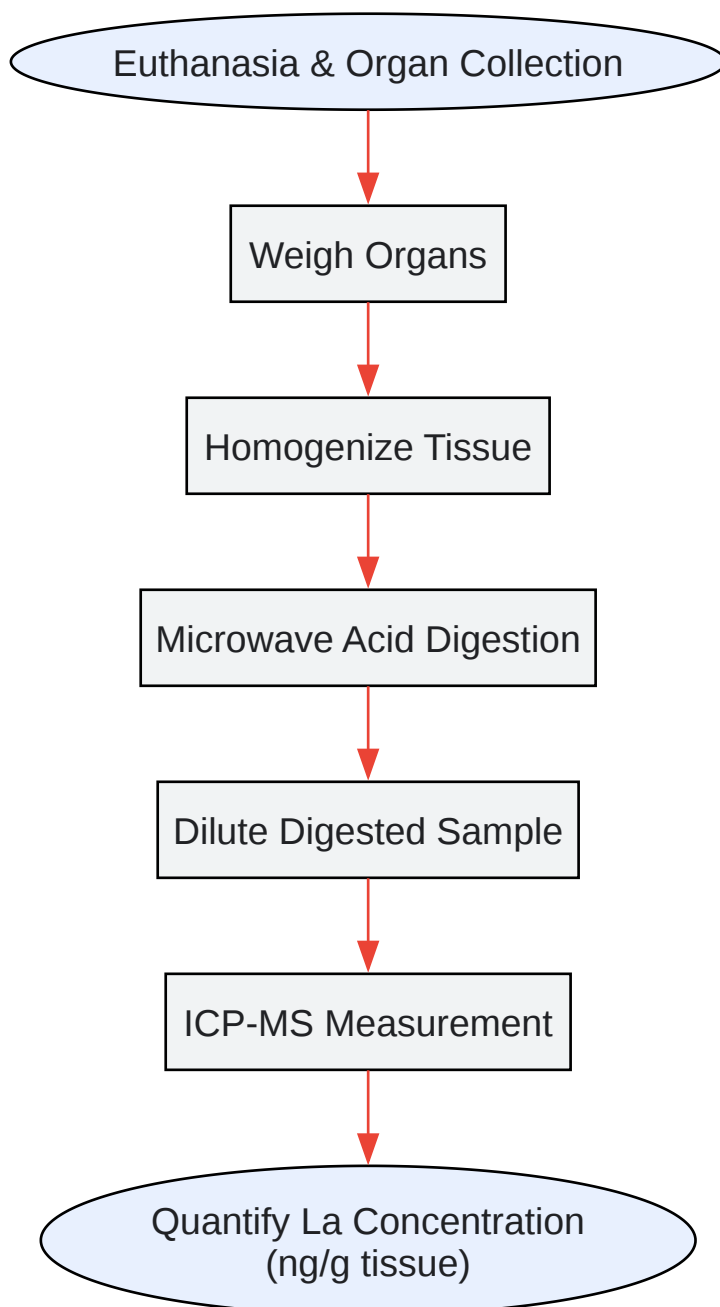 Euthanasia & Organ Collection
Weigh Organs
Homogenize Tissue
Microwave Acid Digestion
Dilute Digested Sample
ICP-MS Measurement
Quantify La Concentration
(ng/g tissue)